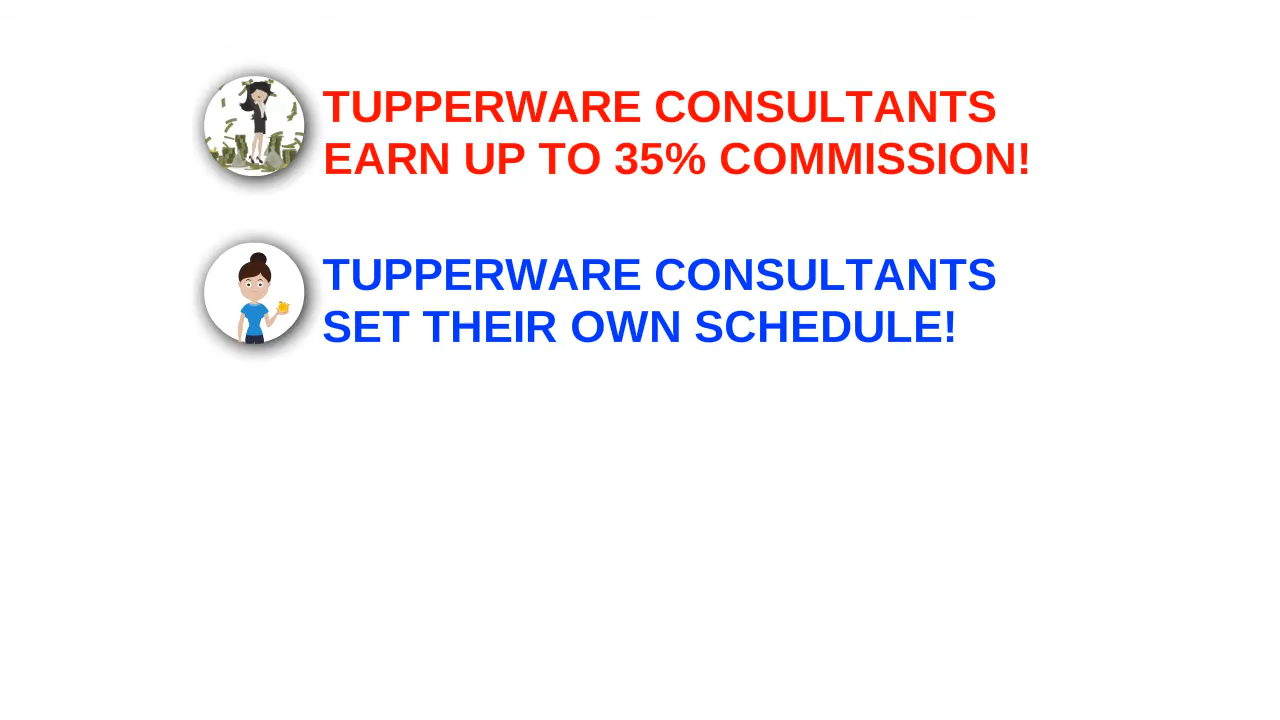 TUPPERWARE CONSULTANTS
EARN UP TO 35% COMMISSION!
TUPPERWARE CONSULTANTS
SET THEIR OWN SCHEDULE!